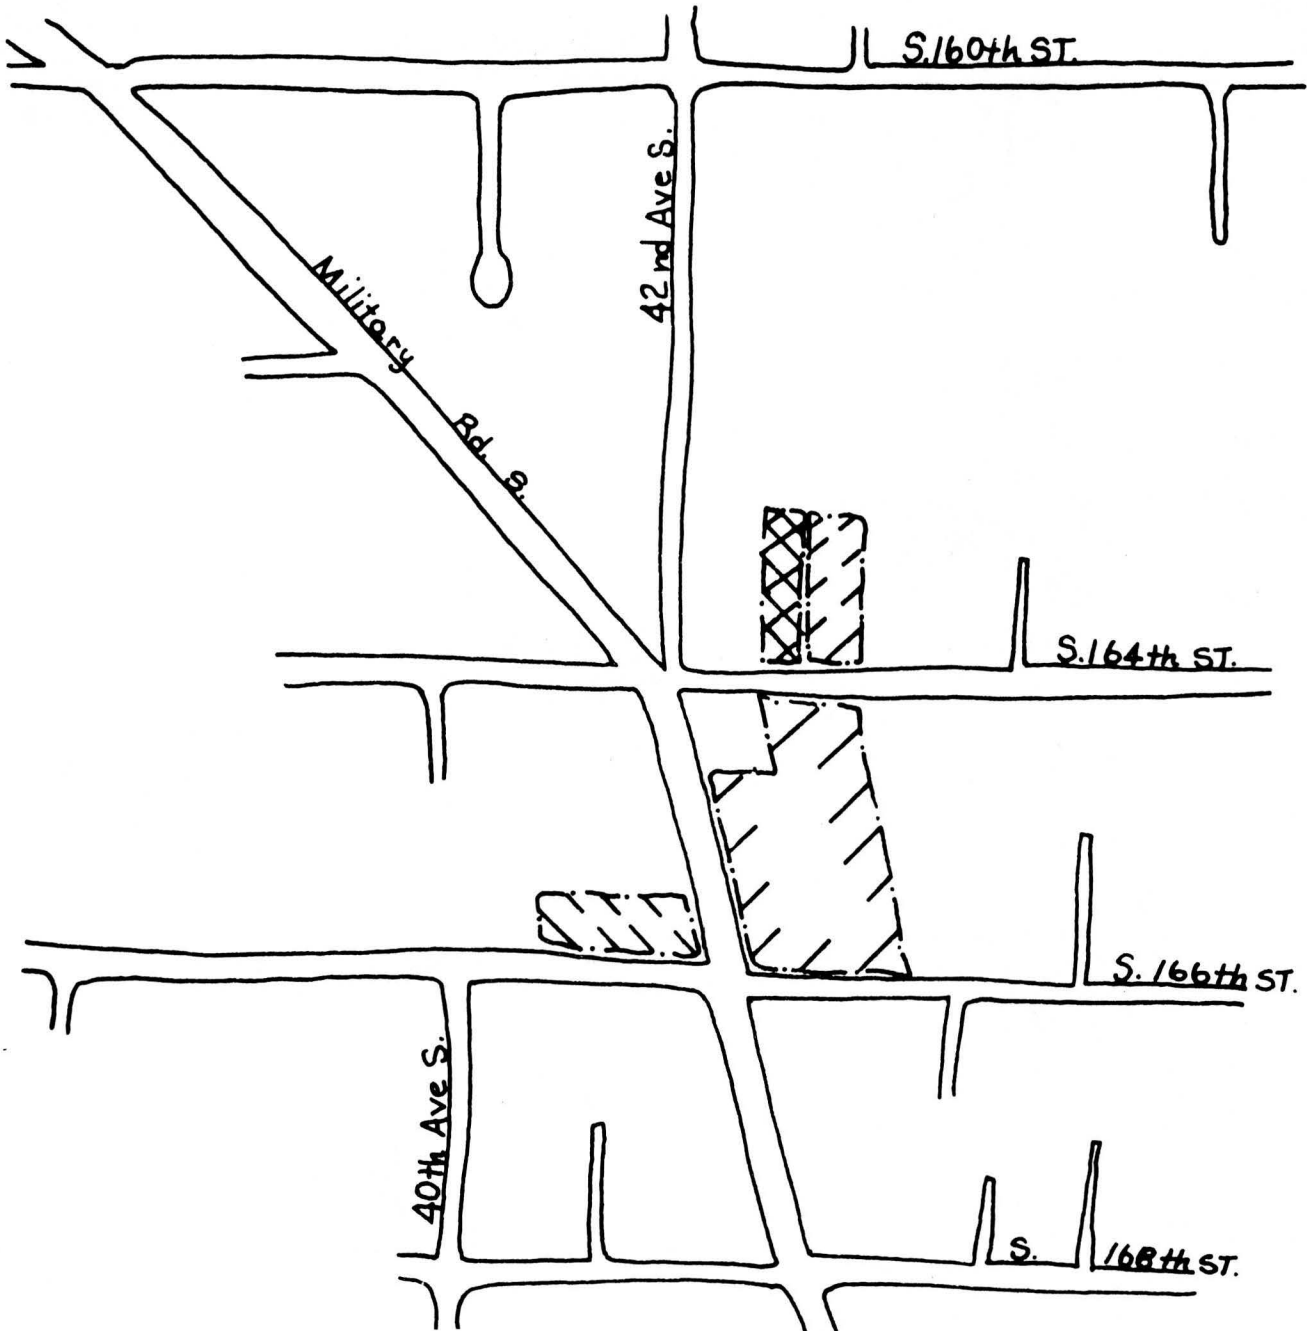 S. 160th ST.
42nd Ave S.
Military Rd. S.
S. 164th ST.
S. 166th ST.
40th Ave S.
S. 168th ST.